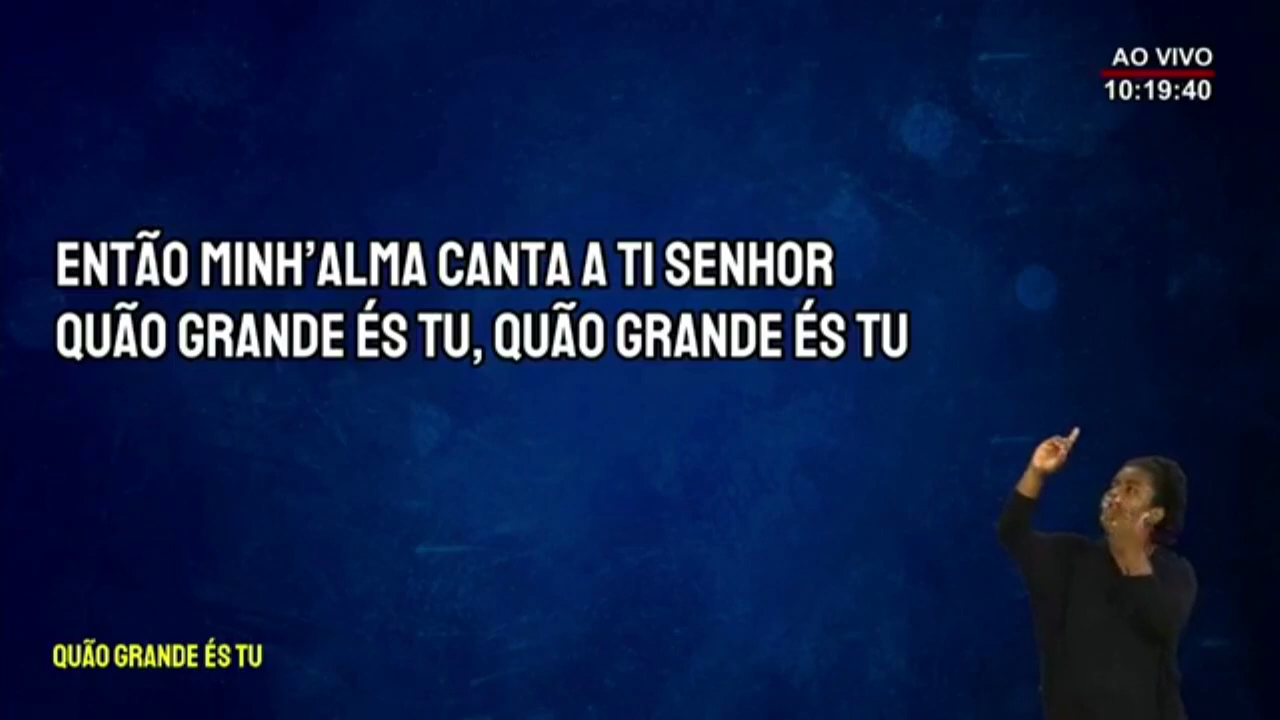 AO VIVO
10:19:40
ENTÃO MINH’ALMA CANTA A TI SENHOR
QUÃO GRANDE ÉS TU, QUÃO GRANDE ÉS TU
QUÃO GRANDE ÉS TU